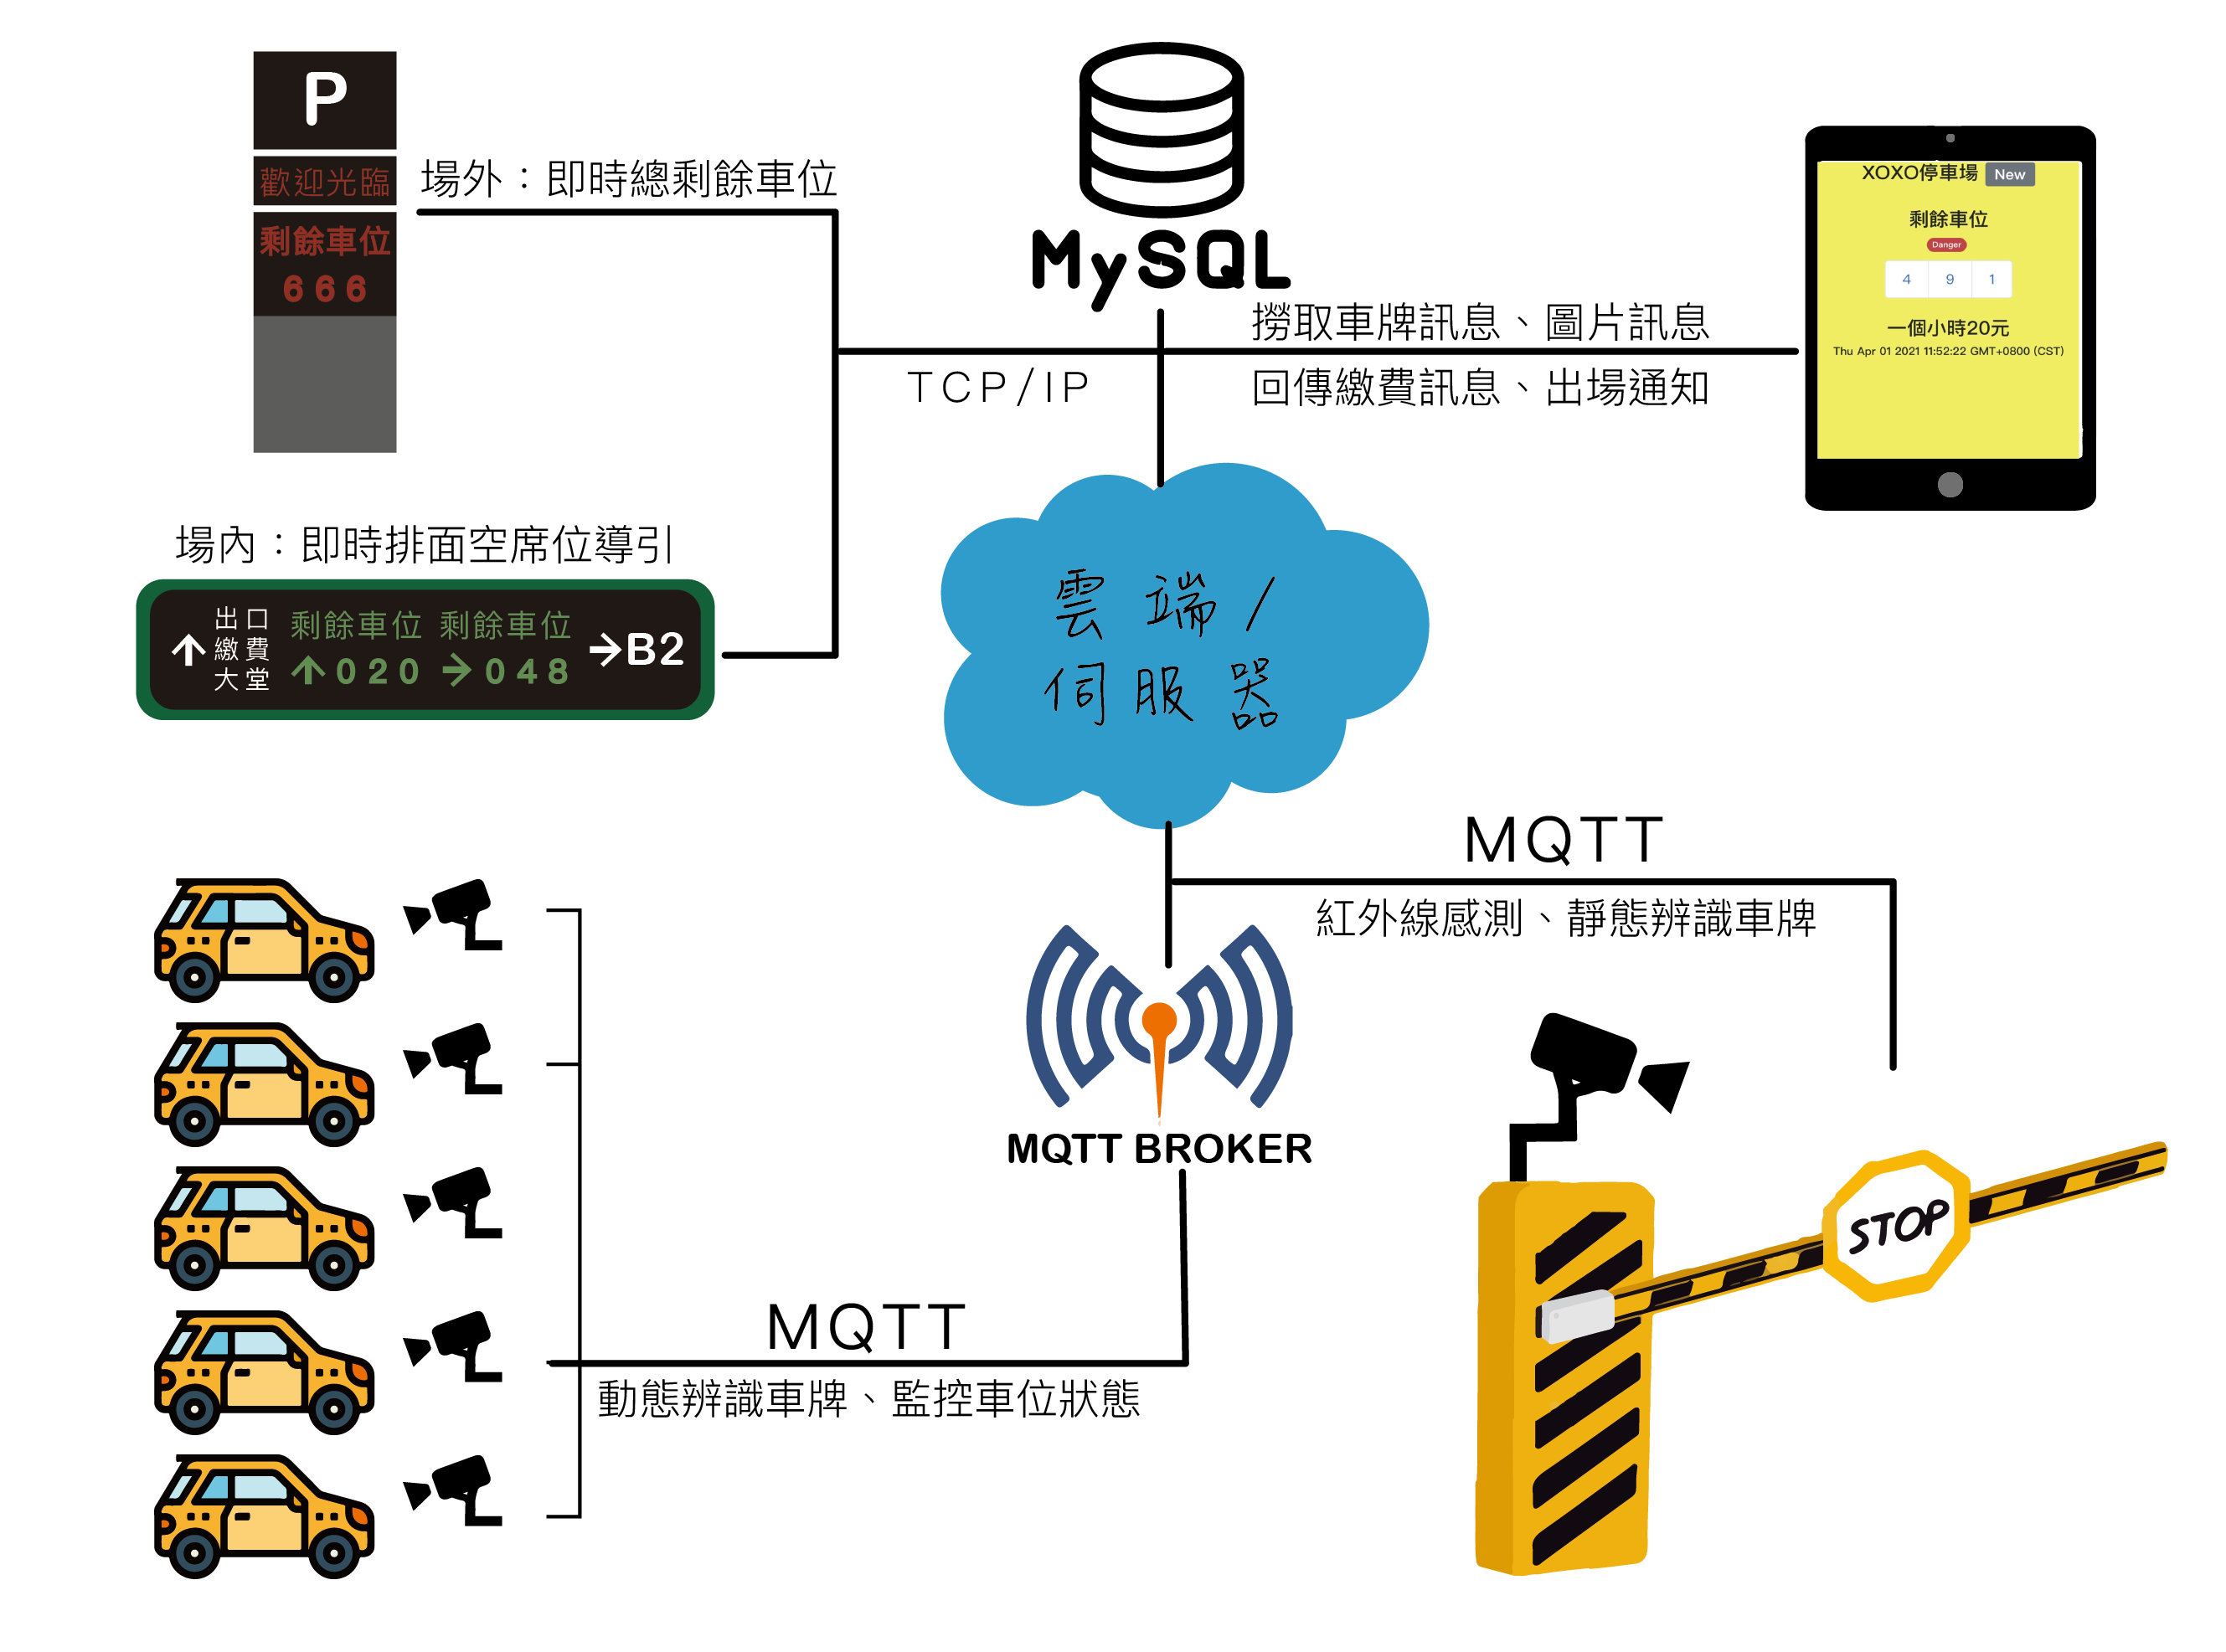 P
歡迎光臨
剩餘車位
666
場外：即時總剩餘車位
MySQL
TCP/IP
撈取車牌訊息、圖片訊息
回傳繳費訊息、出場通知
XOXO停車場 New
剩餘車位
Danger
4 9 1
一個小時20元
Thu Apr 01 2021 11:52:22 GMT+0800 (CST)
場內：即時排面空席位導引
↑ 出口
繳費
大堂
剩餘車位 剩餘車位
↑020 →048
→B2
雲端/
伺服器
MQTT
紅外線感測、靜態辨識車牌
MQTT BROKER
STOP
MQTT
動態辨識車牌、監控車位狀態